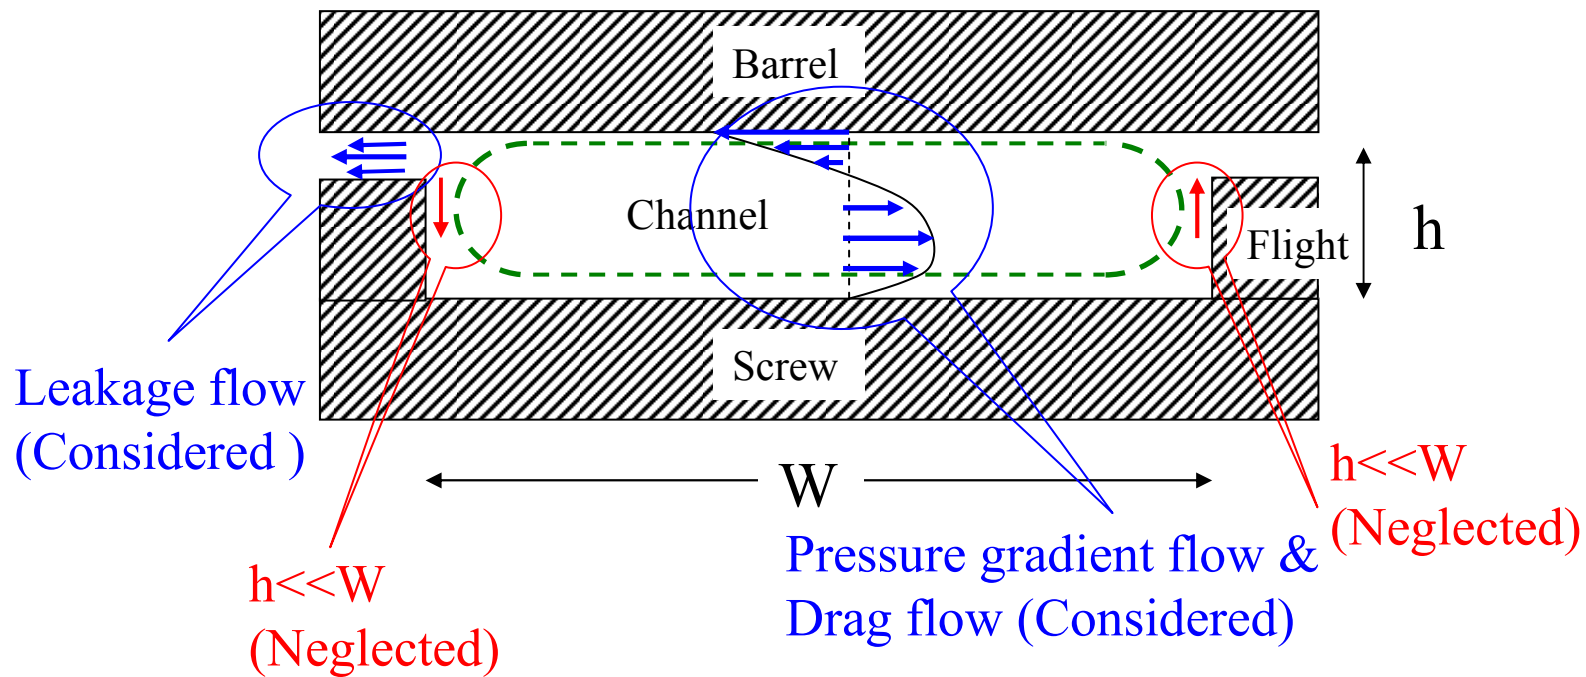 Barrel
Channel
Flight
h
Screw
Leakage flow
(Considered )
W
h<<W
(Neglected)
Pressure gradient flow &
Drag flow (Considered)
h<<W
(Neglected)